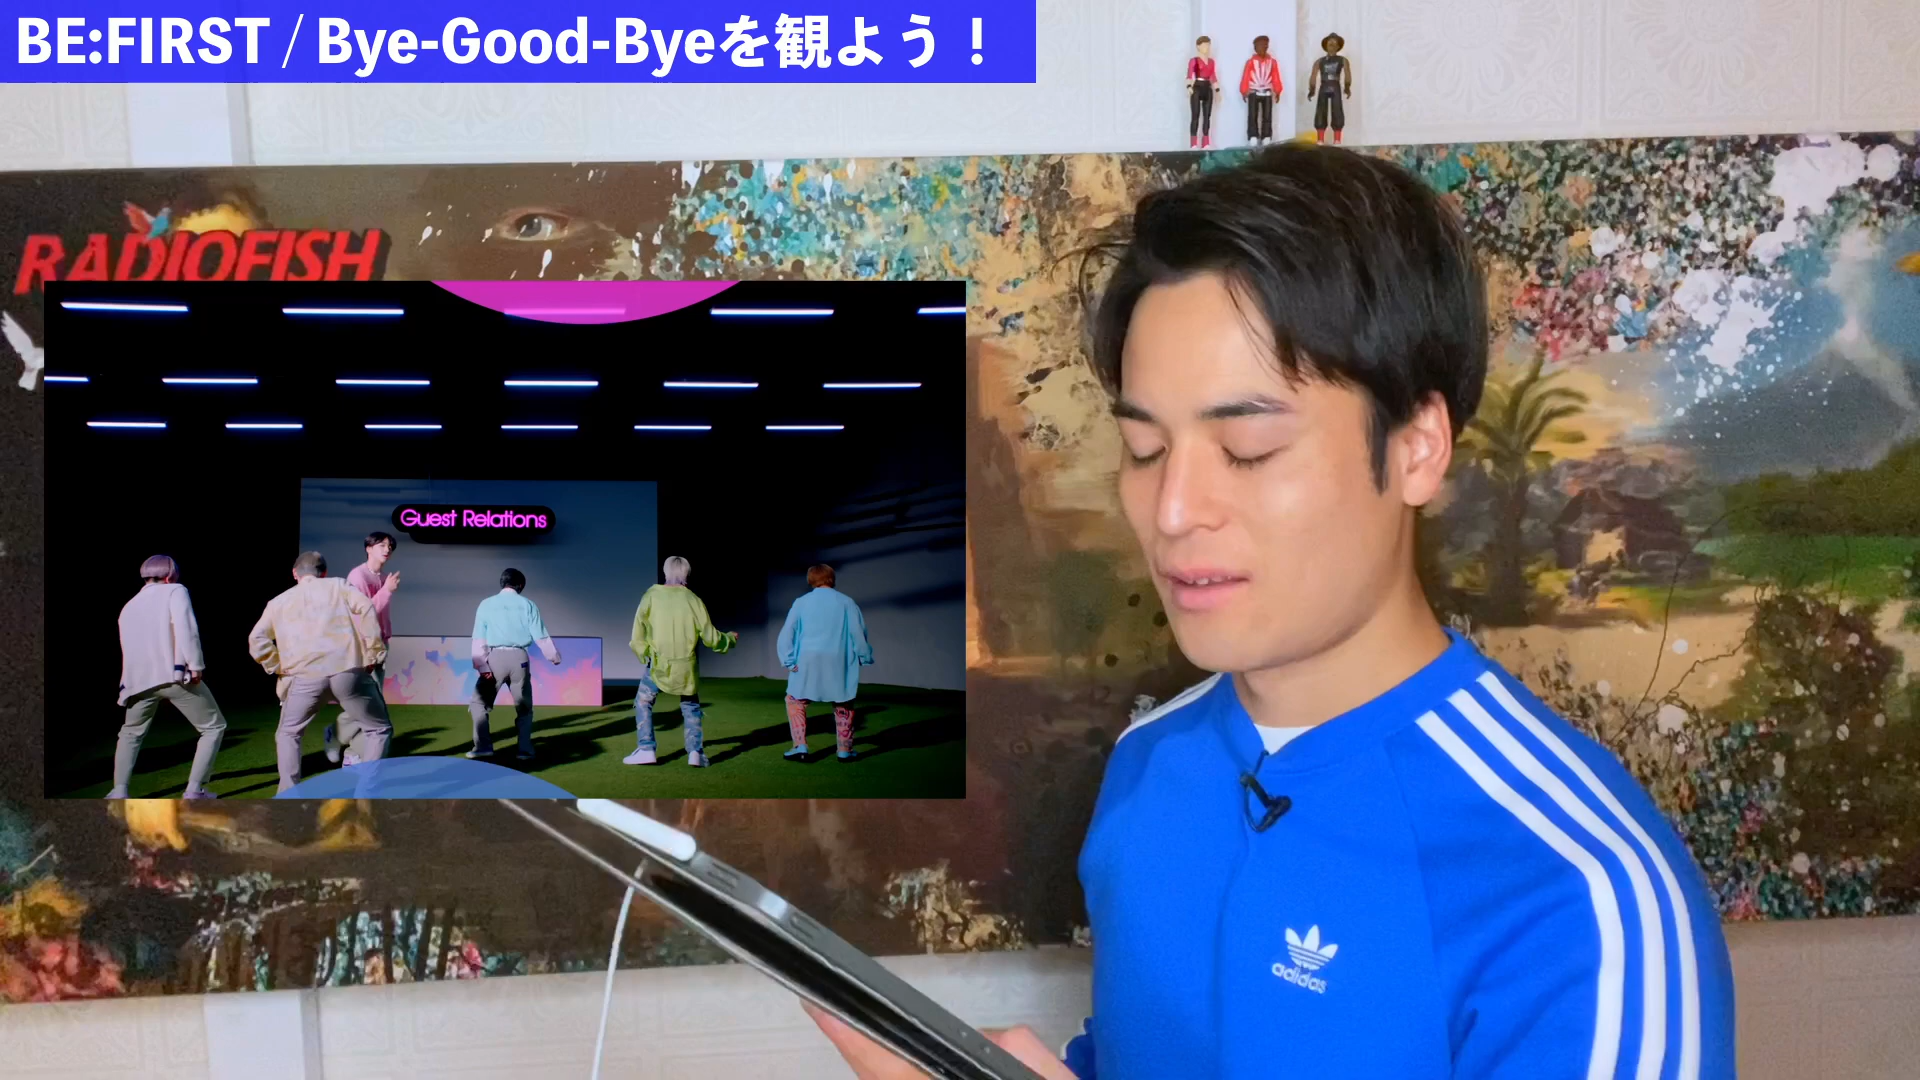 BE:FIRST / Bye-Good-Byeを観よう！
RADIOFISH
Guest Relations
adidas